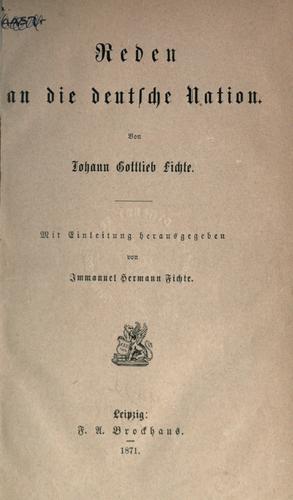 Reden
an die deutſche Nation.
Von
Johann Gottlieb Fichte.
Mit Einleitung herausgegeben
von
Immanuel Hermann Fichte.
Leipzig:
F. A. Brockhaus.
1871.